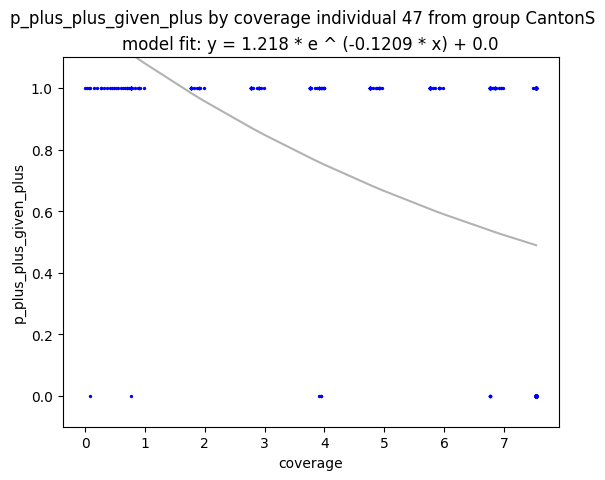 p_plus_plus_given_plus by coverage individual 47 from group CantonS
model fit: y = 1.218 * e ^ (-0.1209 * x) + 0.0
1.0
0.8
0.6
0.4
0.2
0.0
p_plus_plus_given_plus
0 1 2 3 4 5 6 7
coverage